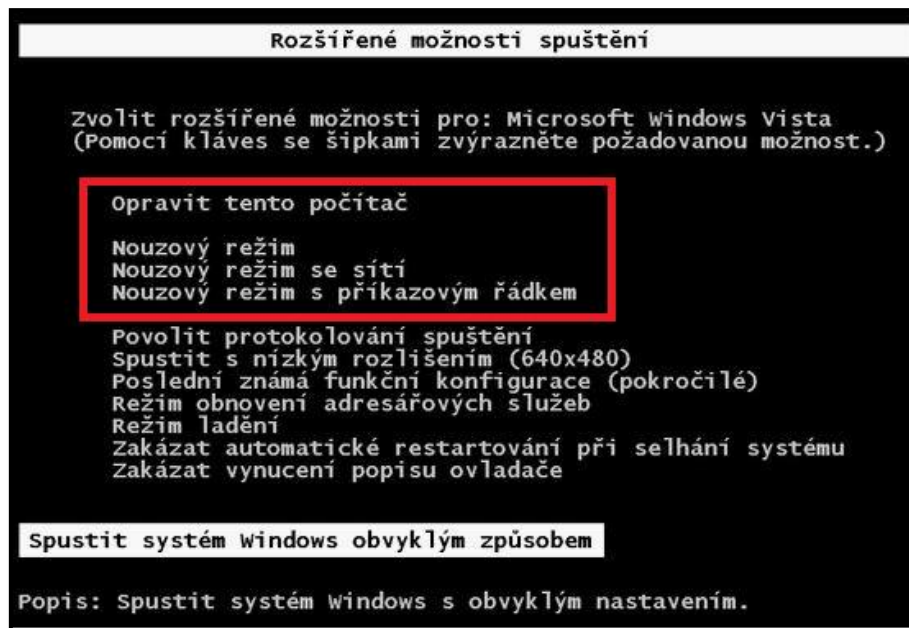 Rozšířené možnosti spuštění
Zvolit rozšířené možnosti pro: Microsoft Windows Vista
(Pomocí kláves se šipkami zvýrazněte požadovanou možnost.)
Opravit tento počítač
Nouzový režim
Nouzový režim se sítí
Nouzový režim s příkazovým řádkem
Povolit protokolování spuštění
Spustit s nízkým rozlišením (640x480)
Poslední známá funkční konfigurace (pokročilé)
Režim obnovení adresářových služeb
Režim ladění
Zakázat automatické restartování při selhání systému
Zakázat vynucení popisu ovladače
Spustit systém Windows obvyklým způsobem
Popis: Spustit systém Windows s obvyklým nastavením.